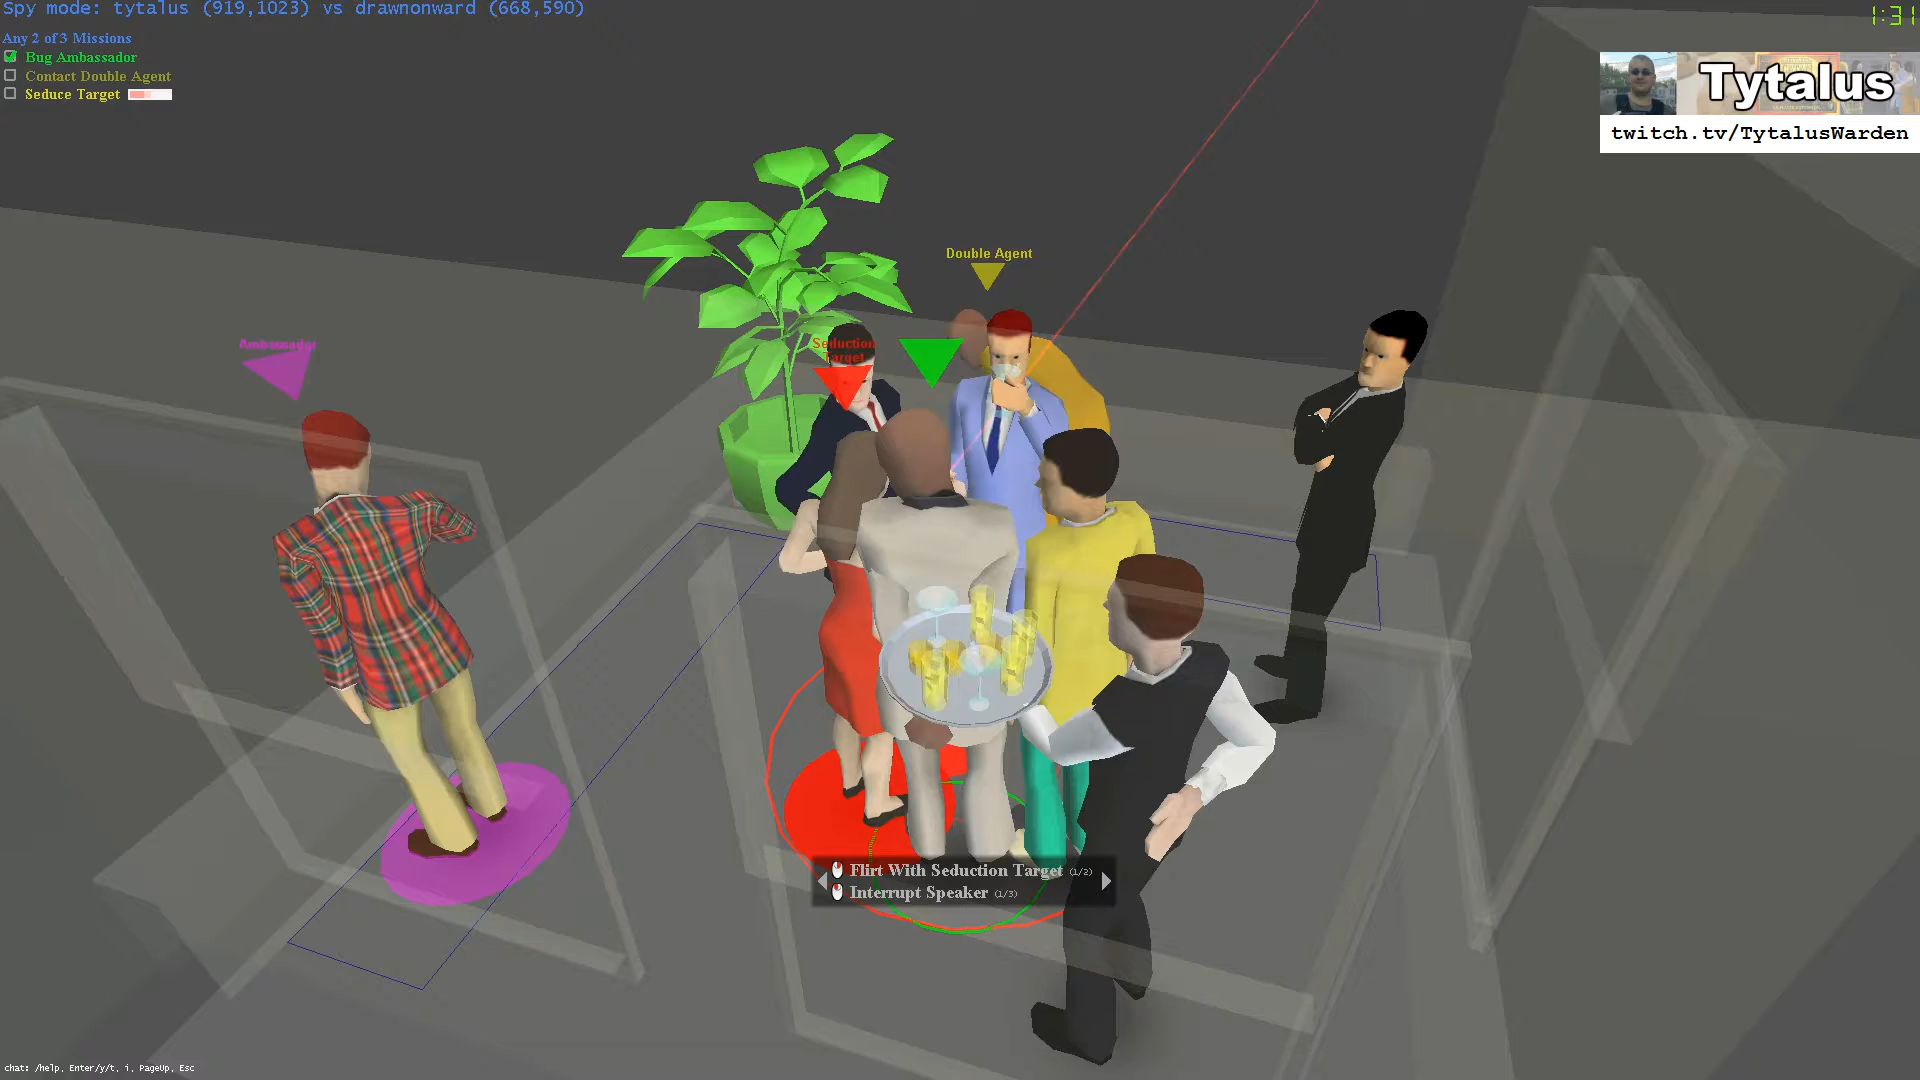 Spy mode: tytalus (919,1023) vs drawnonward (668,590)
1:31
Any 2 of 3 Missions
Bug Ambassador
Contact Double Agent
Seduce Target
Tytalus
twitch.tv/TytalusWarden
Double Agent
Ambassador
Seduction
Target
Flirt With Seduction Target (1/2)
Interrupt Speaker (1/3)
chat: /help, Enter/y/t, i, PageUp, Esc